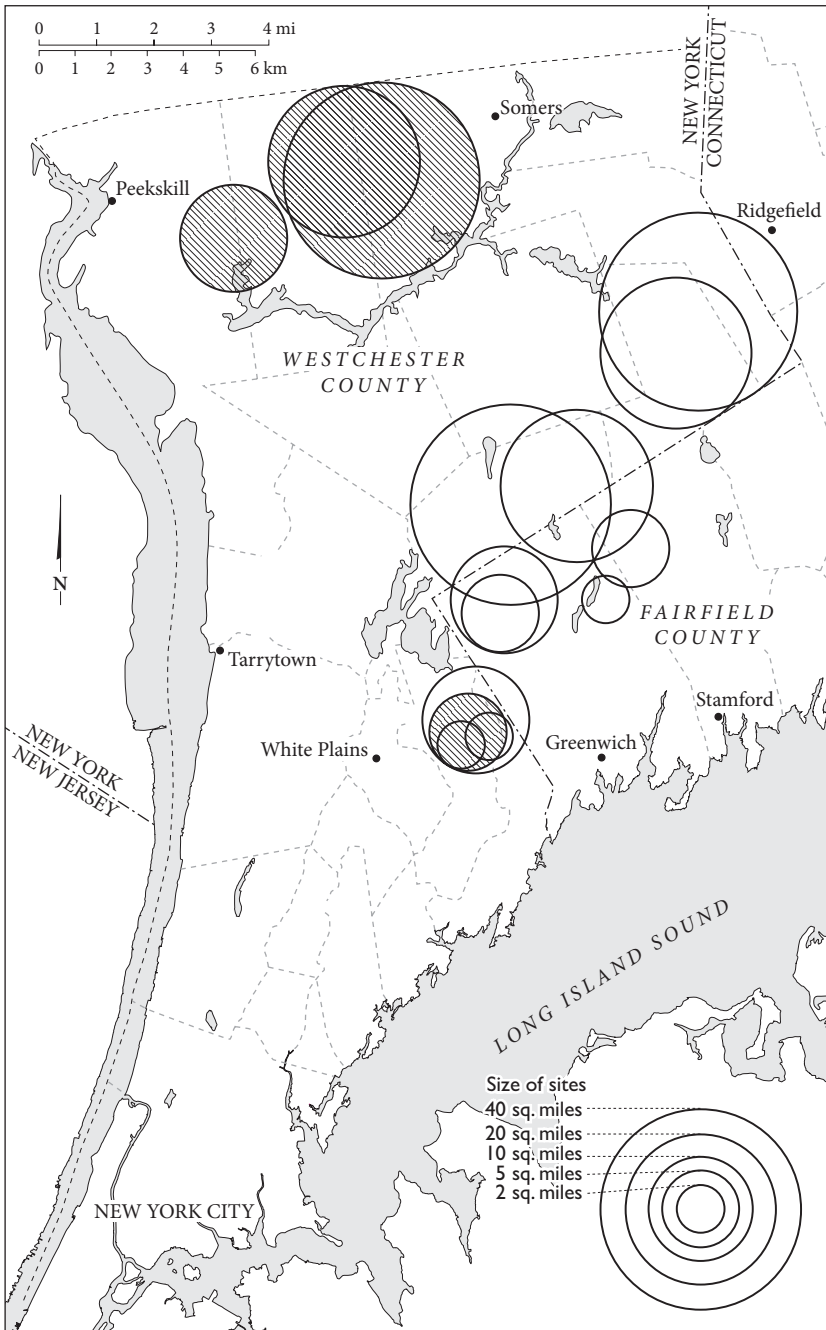 0 1 2 3 4 mi
0 1 2 3 4 5 6 km
NEW YORK
CONNECTICUT
Somers
Peekskill
Ridgefield
WESTCHESTER
COUNTY
N
FAIRFIELD
COUNTY
Tarrytown
Stamford
White Plains
Greenwich
NEW YORK
NEW JERSEY
LONG ISLAND SOUND
Size of sites
40 sq. miles
20 sq. miles
10 sq. miles
5 sq. miles
2 sq. miles
NEW YORK CITY